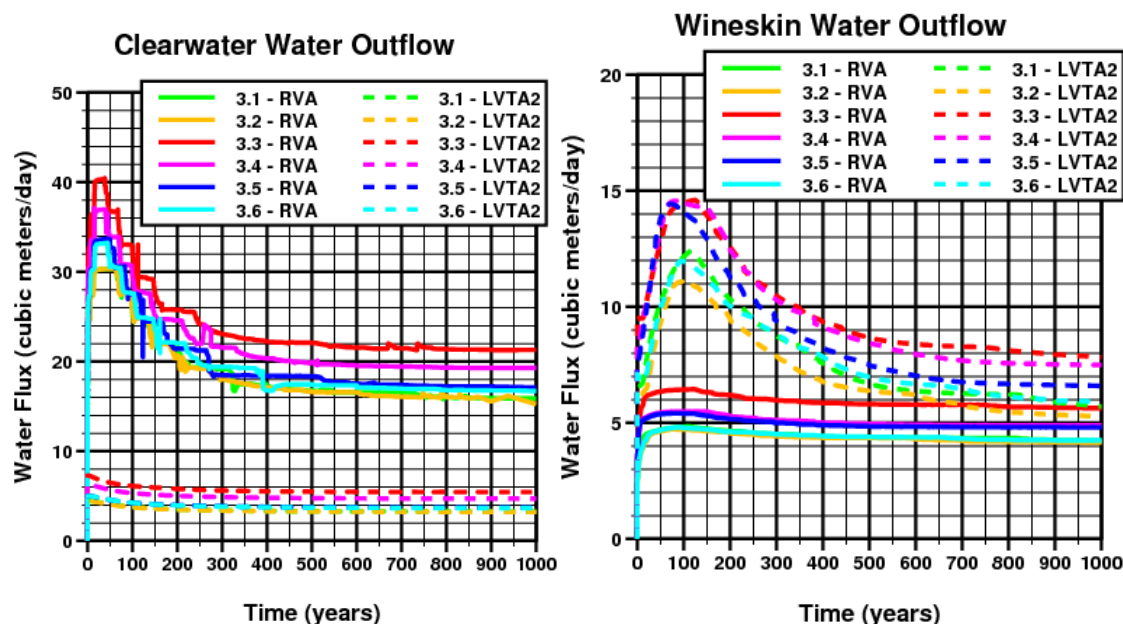 Clearwater Water Outflow
3.1 - RVA 3.1 - LVTA2
3.2 - RVA 3.2 - LVTA2
3.3 - RVA 3.3 - LVTA2
3.4 - RVA 3.4 - LVTA2
3.5 - RVA 3.5 - LVTA2
3.6 - RVA 3.6 - LVTA2
Water Flux (cubic meters/day)
50
40
30
20
10
0
0 100 200 300 400 500 600 700 800 900 1000
Time (years)
Wineskin Water Outflow
3.1 - RVA 3.1 - LVTA2
3.2 - RVA 3.2 - LVTA2
3.3 - RVA 3.3 - LVTA2
3.4 - RVA 3.4 - LVTA2
3.5 - RVA 3.5 - LVTA2
3.6 - RVA 3.6 - LVTA2
Water Flux (cubic meters/day)
20
15
10
5
0
0 100 200 300 400 500 600 700 800 900 1000
Time (years)